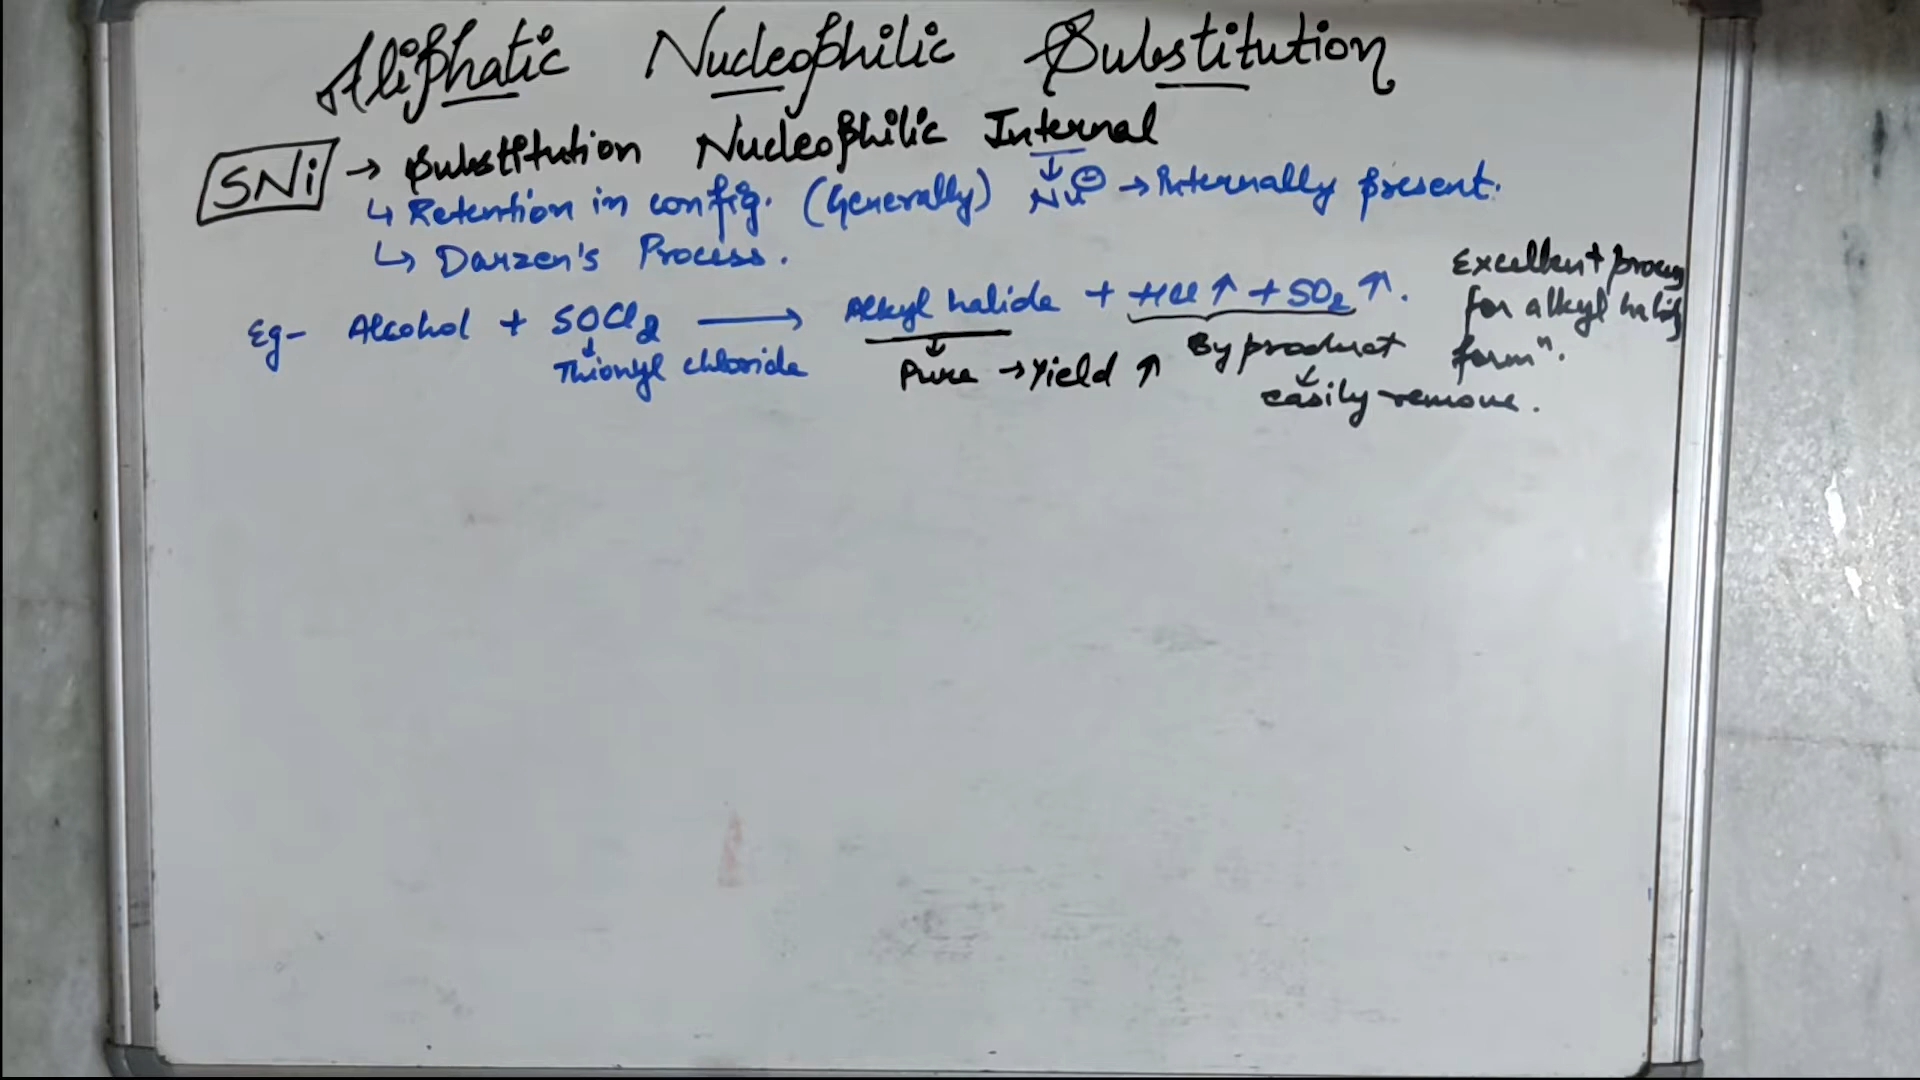 Aliphatic Nucleophilic Substitution
SNi → Substitution Nucleophilic Internal
↳ Retention in config. (Generally) ↓ Nu⊖ → Internally present.
↳ Darzen's Process.
Eg- Alcohol + SOCl2 ⟶ Alkyl halide + HCl ↑ + SO2 ↑.
↓ Thionyl chloride
↓ Pure → Yield ↑
By product
↓ easily remove.
Excellent process
for alkyl halide
formⁿ.